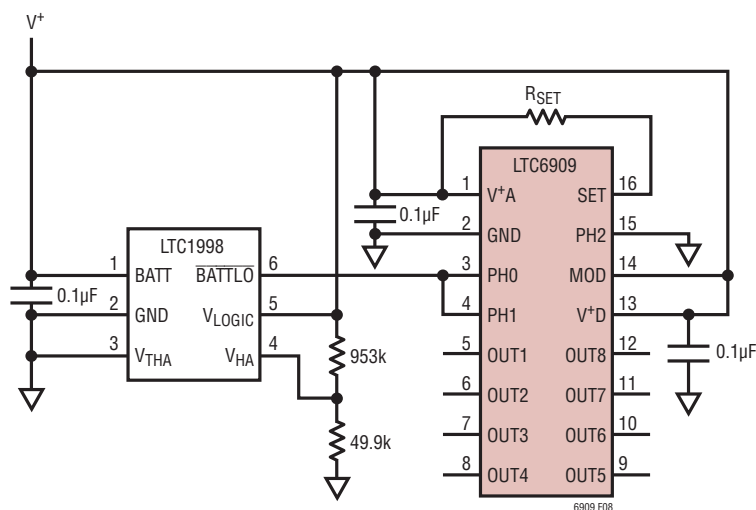 V+
RSET
LTC6909
1 V+A SET 16
0.1µF
2 GND PH2 15
LTC1998
1 BATT BATTLO 6
3 PH0 MOD 14
0.1µF
2 GND VLOGIC 5
4 PH1 V+D 13
3 VTHA VHA 4
953k
5 OUT1 OUT8 12
0.1µF
6 OUT2 OUT7 11
49.9k
7 OUT3 OUT6 10
8 OUT4 OUT5 9
6909 F08